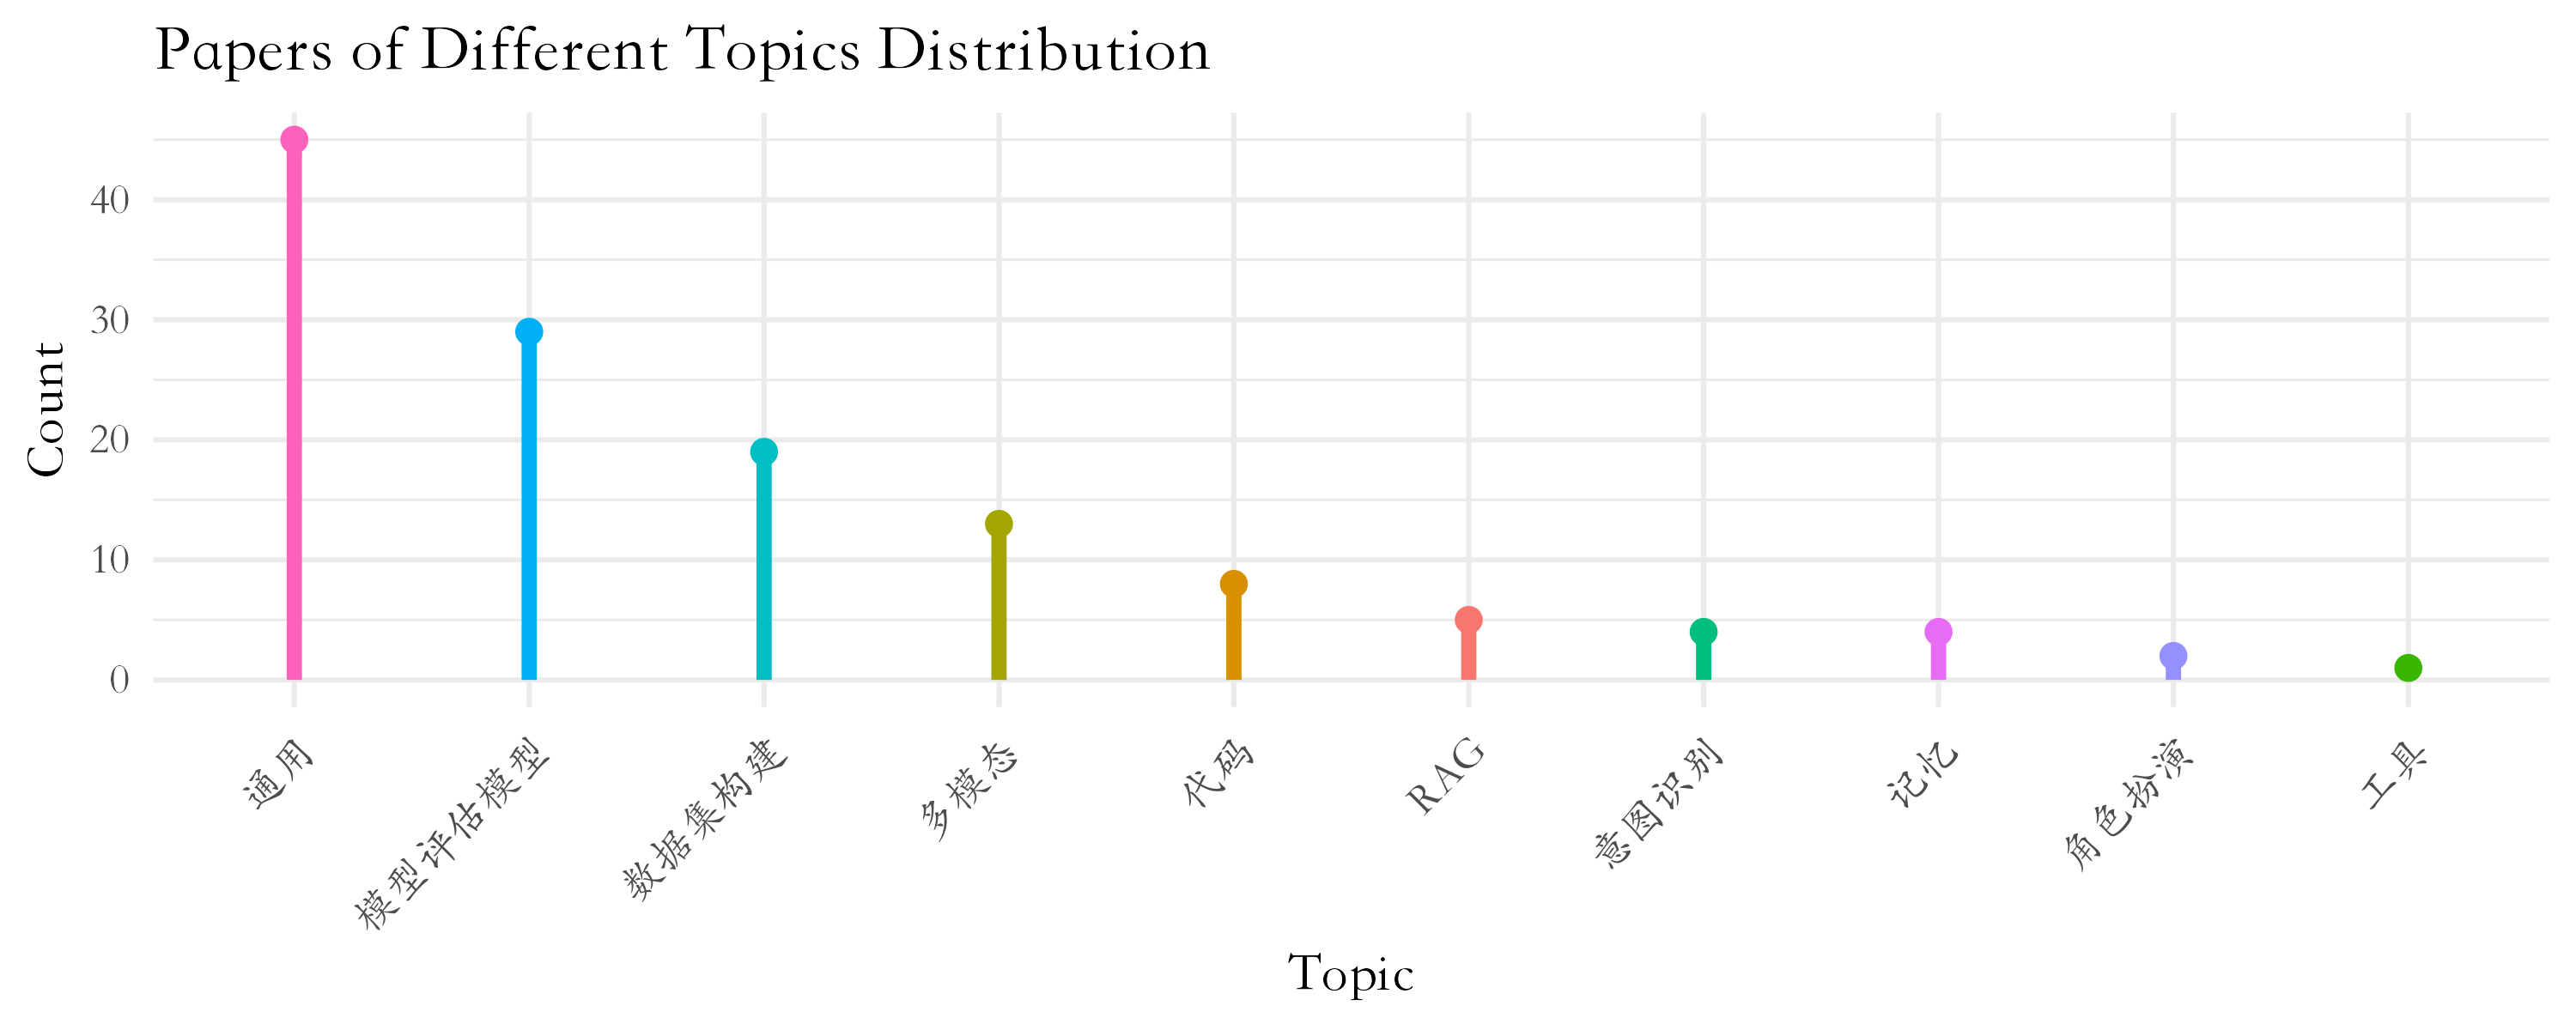 Papers of Different Topics Distribution
Count
40
30
20
10
0
通用
模型评估模型
数据集构建
多模态
代码
RAG
意图识别
记忆
角色扮演
工具
Topic